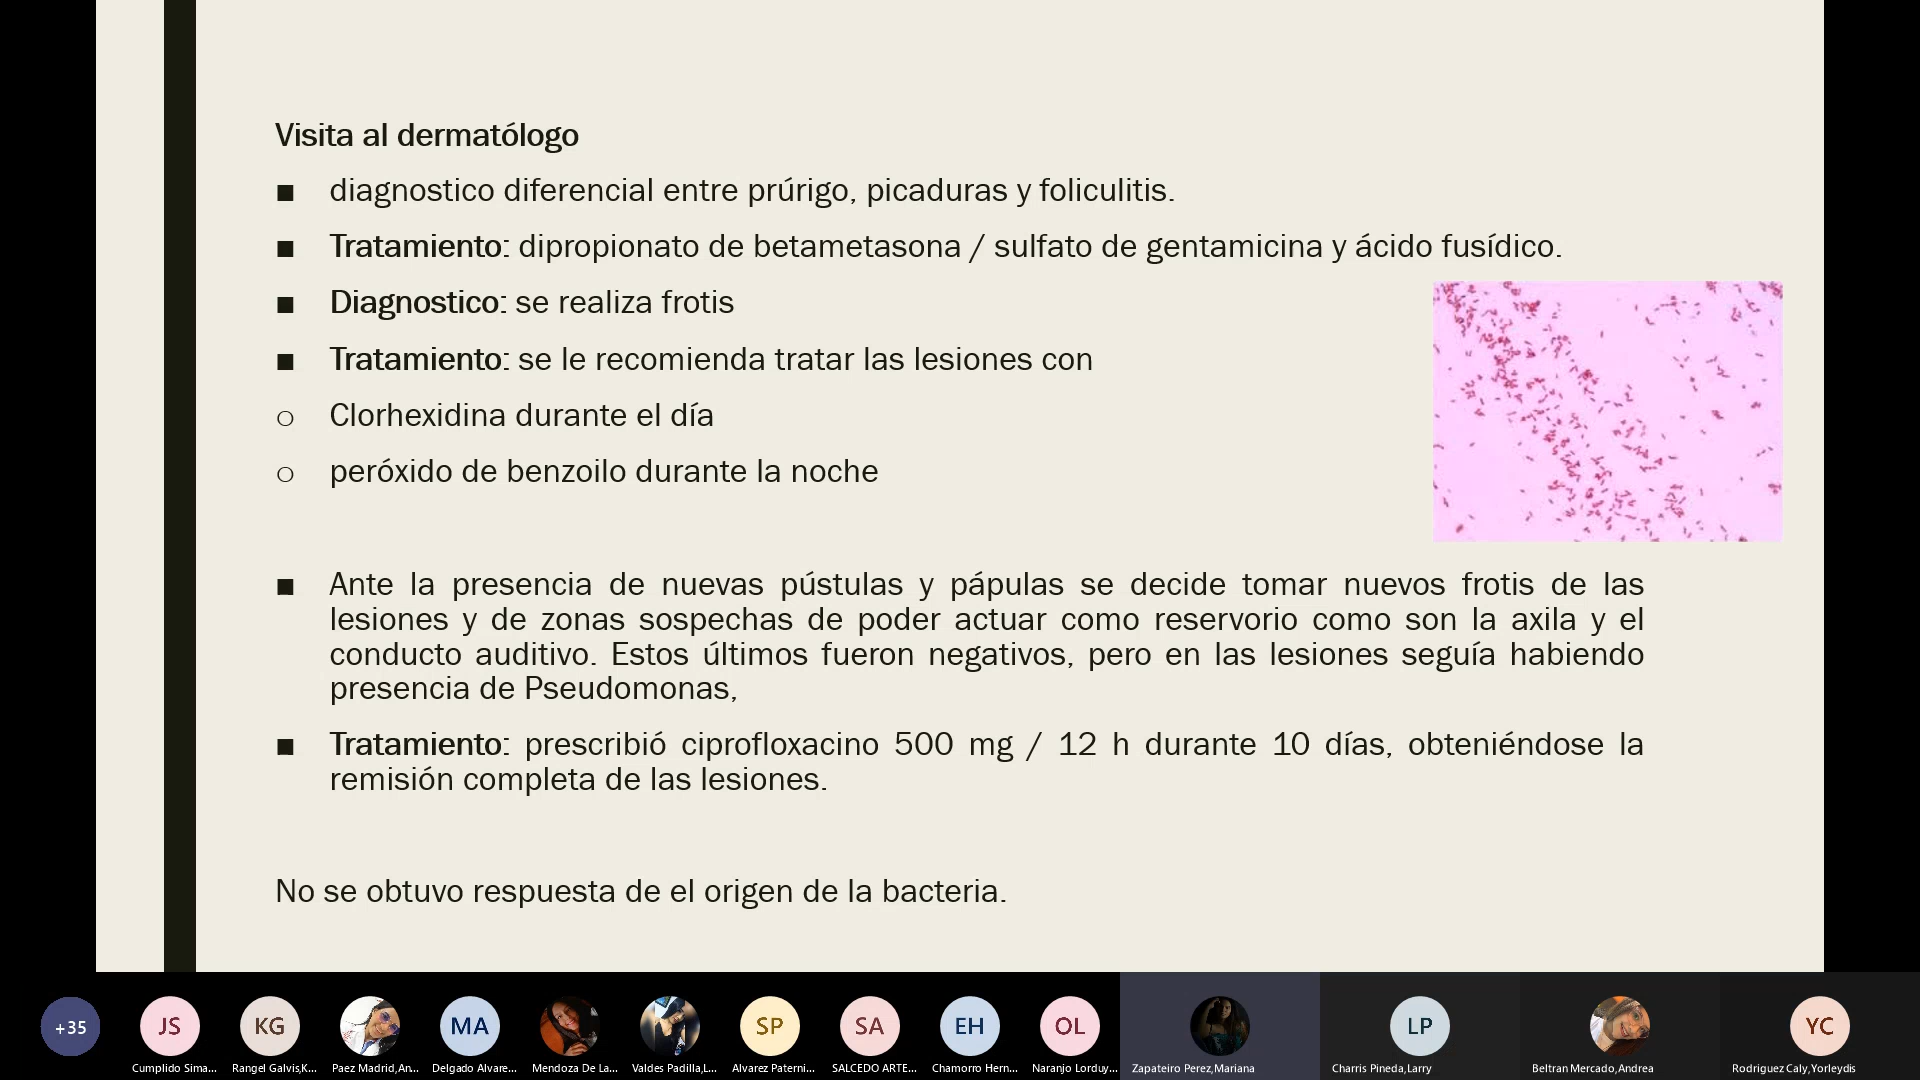 Visita al dermatólogo
■ diagnostico diferencial entre prúrigo, picaduras y foliculitis.
■ Tratamiento: dipropionato de betametasona / sulfato de gentamicina y ácido fusídico.
■ Diagnostico: se realiza frotis
■ Tratamiento: se le recomienda tratar las lesiones con
o Clorhexidina durante el día
o peróxido de benzoilo durante la noche
■ Ante la presencia de nuevas pústulas y pápulas se decide tomar nuevos frotis de las
lesiones y de zonas sospechas de poder actuar como reservorio como son la axila y el
conducto auditivo. Estos últimos fueron negativos, pero en las lesiones seguía habiendo
presencia de Pseudomonas,
■ Tratamiento: prescribió ciprofloxacino 500 mg / 12 h durante 10 días, obteniéndose la
remisión completa de las lesiones.
No se obtuvo respuesta de el origen de la bacteria.
+35 JS KG MA SP SA EH OL LP YC
Cumplido Sima... Rangel Galvis,K... Paez Madrid,An... Delgado Alvare... Mendoza De La... Valdes Padilla,L... Alvarez Paterni... SALCEDO ARTE... Chamorro Hern... Naranjo Lorduy... Zapateiro Perez,Mariana Charris Pineda,Larry Beltran Mercado,Andrea Rodriguez Caly,Yorleydis